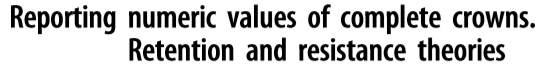 Reporting numeric values of complete crowns.
Retention and resistance theories